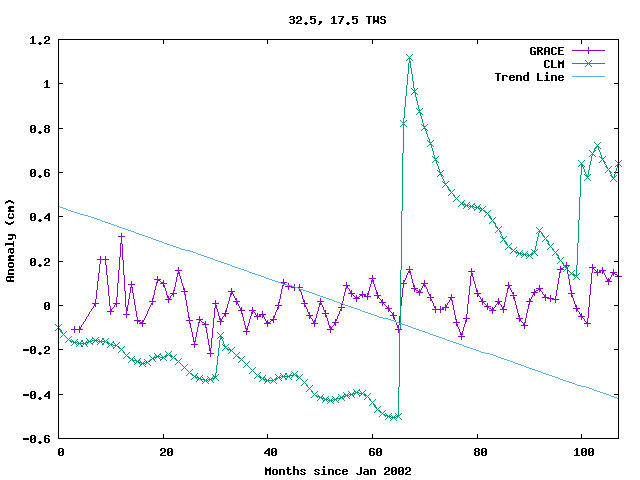 32.5, 17.5 TWS
GRACE
CLM
Trend Line
1.2
1
0.8
0.6
0.4
0.2
0
-0.2
-0.4
-0.6
Anomaly (cm)
0 20 40 60 80 100
Months since Jan 2002